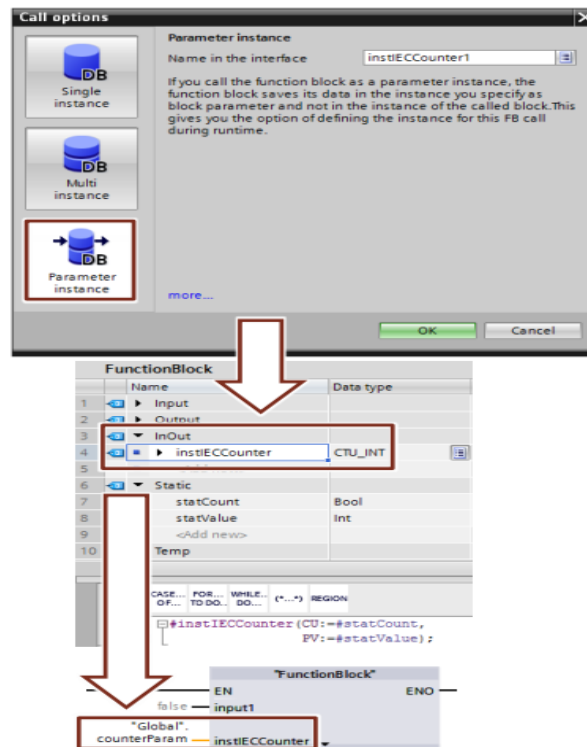 Call options
Parameter instance
Name in the interface instIECCounter1
If you call the function block as a parameter instance, the
function block saves its data in the instance you specify as
block parameter and not in the instance of the called block.This
gives you the option of defining the instance for this FB call
during runtime.
DB
Single
instance
DB
Multi
instance
DB
Parameter
instance
more...
OK Cancel
FunctionBlock
Name Data type
1 Input
2 Output
3 InOut
4 instIECCounter CTU_INT
5 <Add new>
6 Static
7 statCount Bool
8 statValue Int
9 <Add new>
10 Temp
CASE... FOR... WHILE.. (*...*) REGION
OF... TO DO.. DO...
#instIECCounter(CU:=#statCount,
PV:=#statValue);
"FunctionBlock"
EN ENO
false input1
"Global".
counterParam instIECCounter